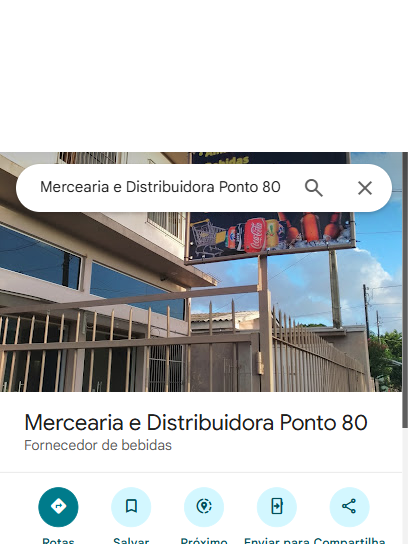 Bebidas
Mercearia e Distribuidora Ponto 80
Coca-Cola
Mercearia e Distribuidora Ponto 80
Fornecedor de bebidas
Rotas
Salvar
Próximo
Enviar para
Compartilha